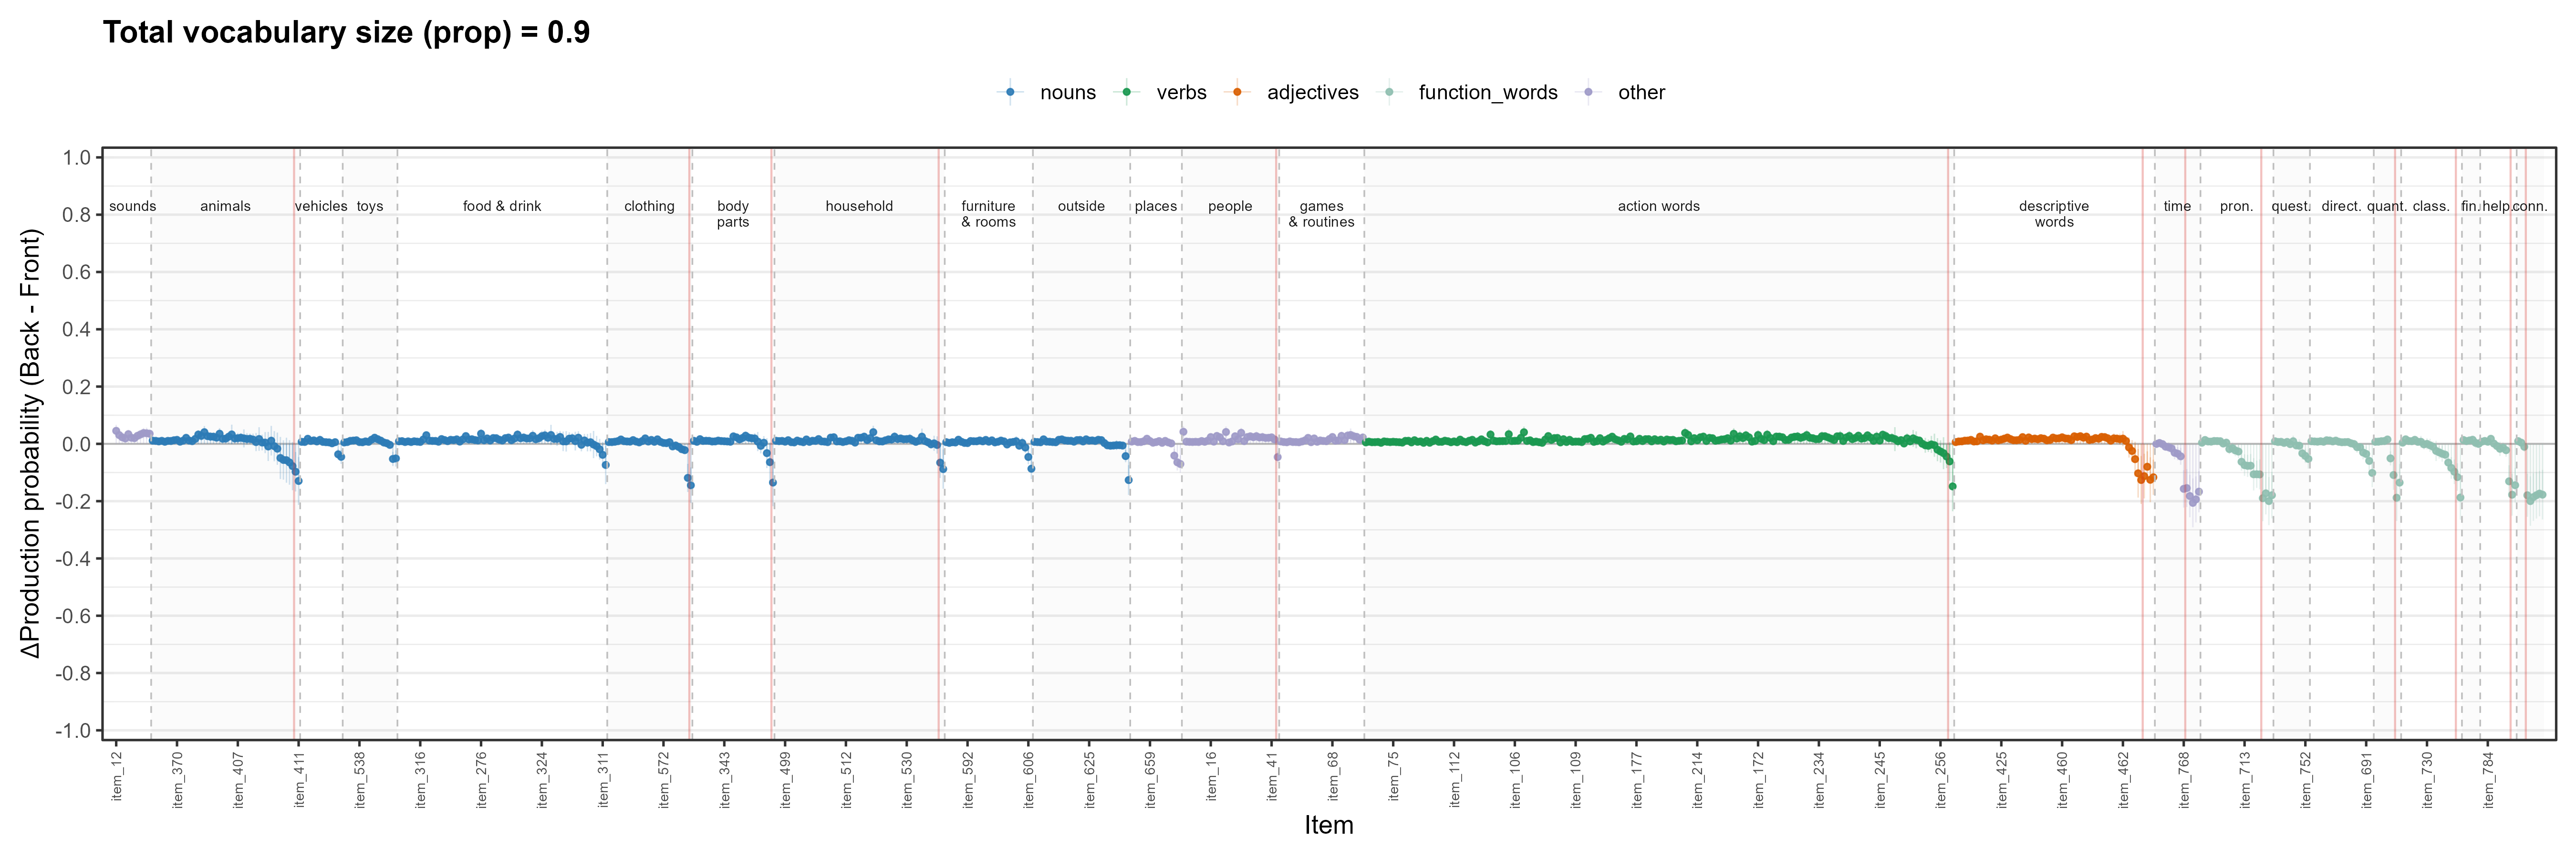 Total vocabulary size (prop) = 0.9
nouns verbs adjectives function_words other
ΔProduction probability (Back - Front)
1.0
0.8
0.6
0.4
0.2
0.0
-0.2
-0.4
-0.6
-0.8
-1.0
sounds animals vehicles toys food & drink clothing body parts household furniture & rooms outside places people games & routines action words descriptive words time pron. quest. direct. quant. class. fin. help. conn.
item_12 item_370 item_407 item_411 item_538 item_316 item_276 item_324 item_311 item_572 item_343 item_499 item_512 item_530 item_592 item_606 item_625 item_659 item_16 item_41 item_68 item_75 item_112 item_106 item_109 item_177 item_214 item_172 item_234 item_245 item_256 item_425 item_460 item_462 item_768 item_713 item_752 item_691 item_730 item_784
Item